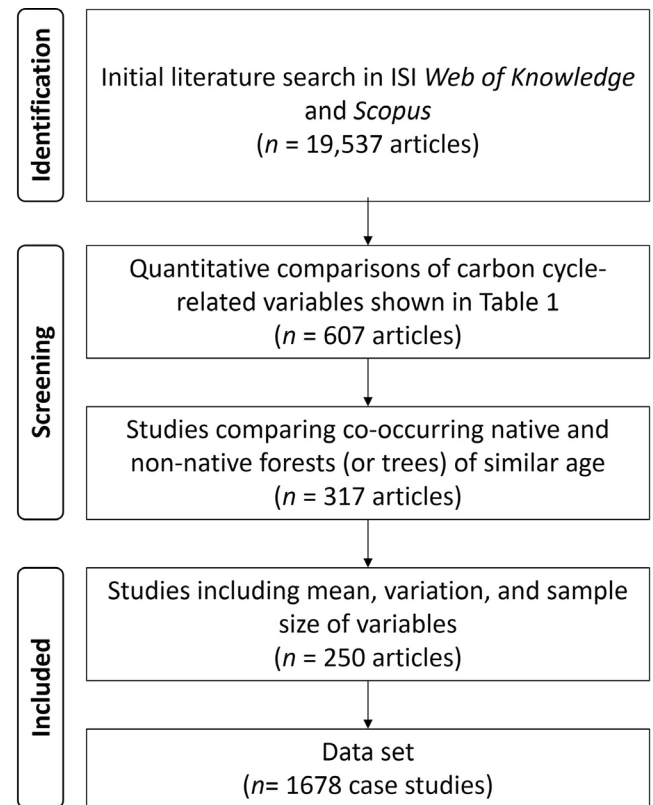 Identification
Initial literature search in ISI Web of Knowledge
and Scopus
(n = 19,537 articles)
Screening
Quantitative comparisons of carbon cycle-
related variables shown in Table 1
(n = 607 articles)
Studies comparing co-occurring native and
non-native forests (or trees) of similar age
(n = 317 articles)
Included
Studies including mean, variation, and sample
size of variables
(n = 250 articles)
Data set
(n= 1678 case studies)